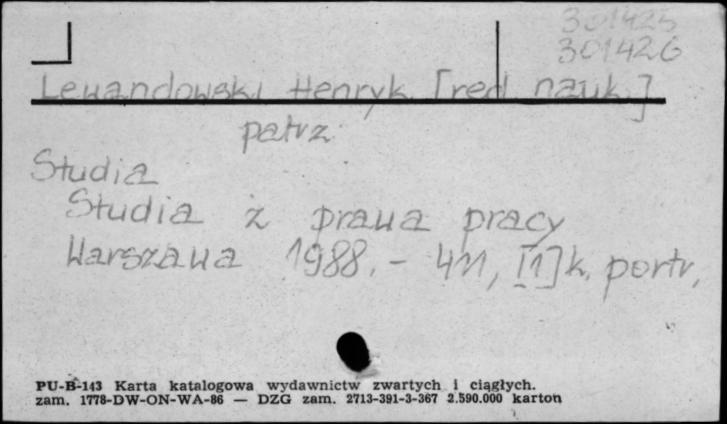 301425
301426
Lewandowski Henryk [red nauk.]
patrz
Studia
Studia z prawa pracy
Warszawa 1988. - 411, [1] k. portr,
PU-B-143 Karta katalogowa wydawnictw zwartych i ciągłych.
zam. 1778-DW-ON-WA-86 — DZG zam. 2713-391-3-367 2.590.000 kartoh